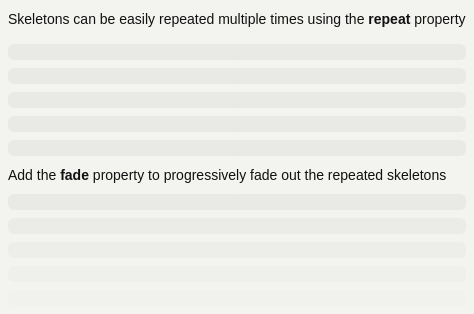 Skeletons can be easily repeated multiple times using the repeat property
Add the fade property to progressively fade out the repeated skeletons